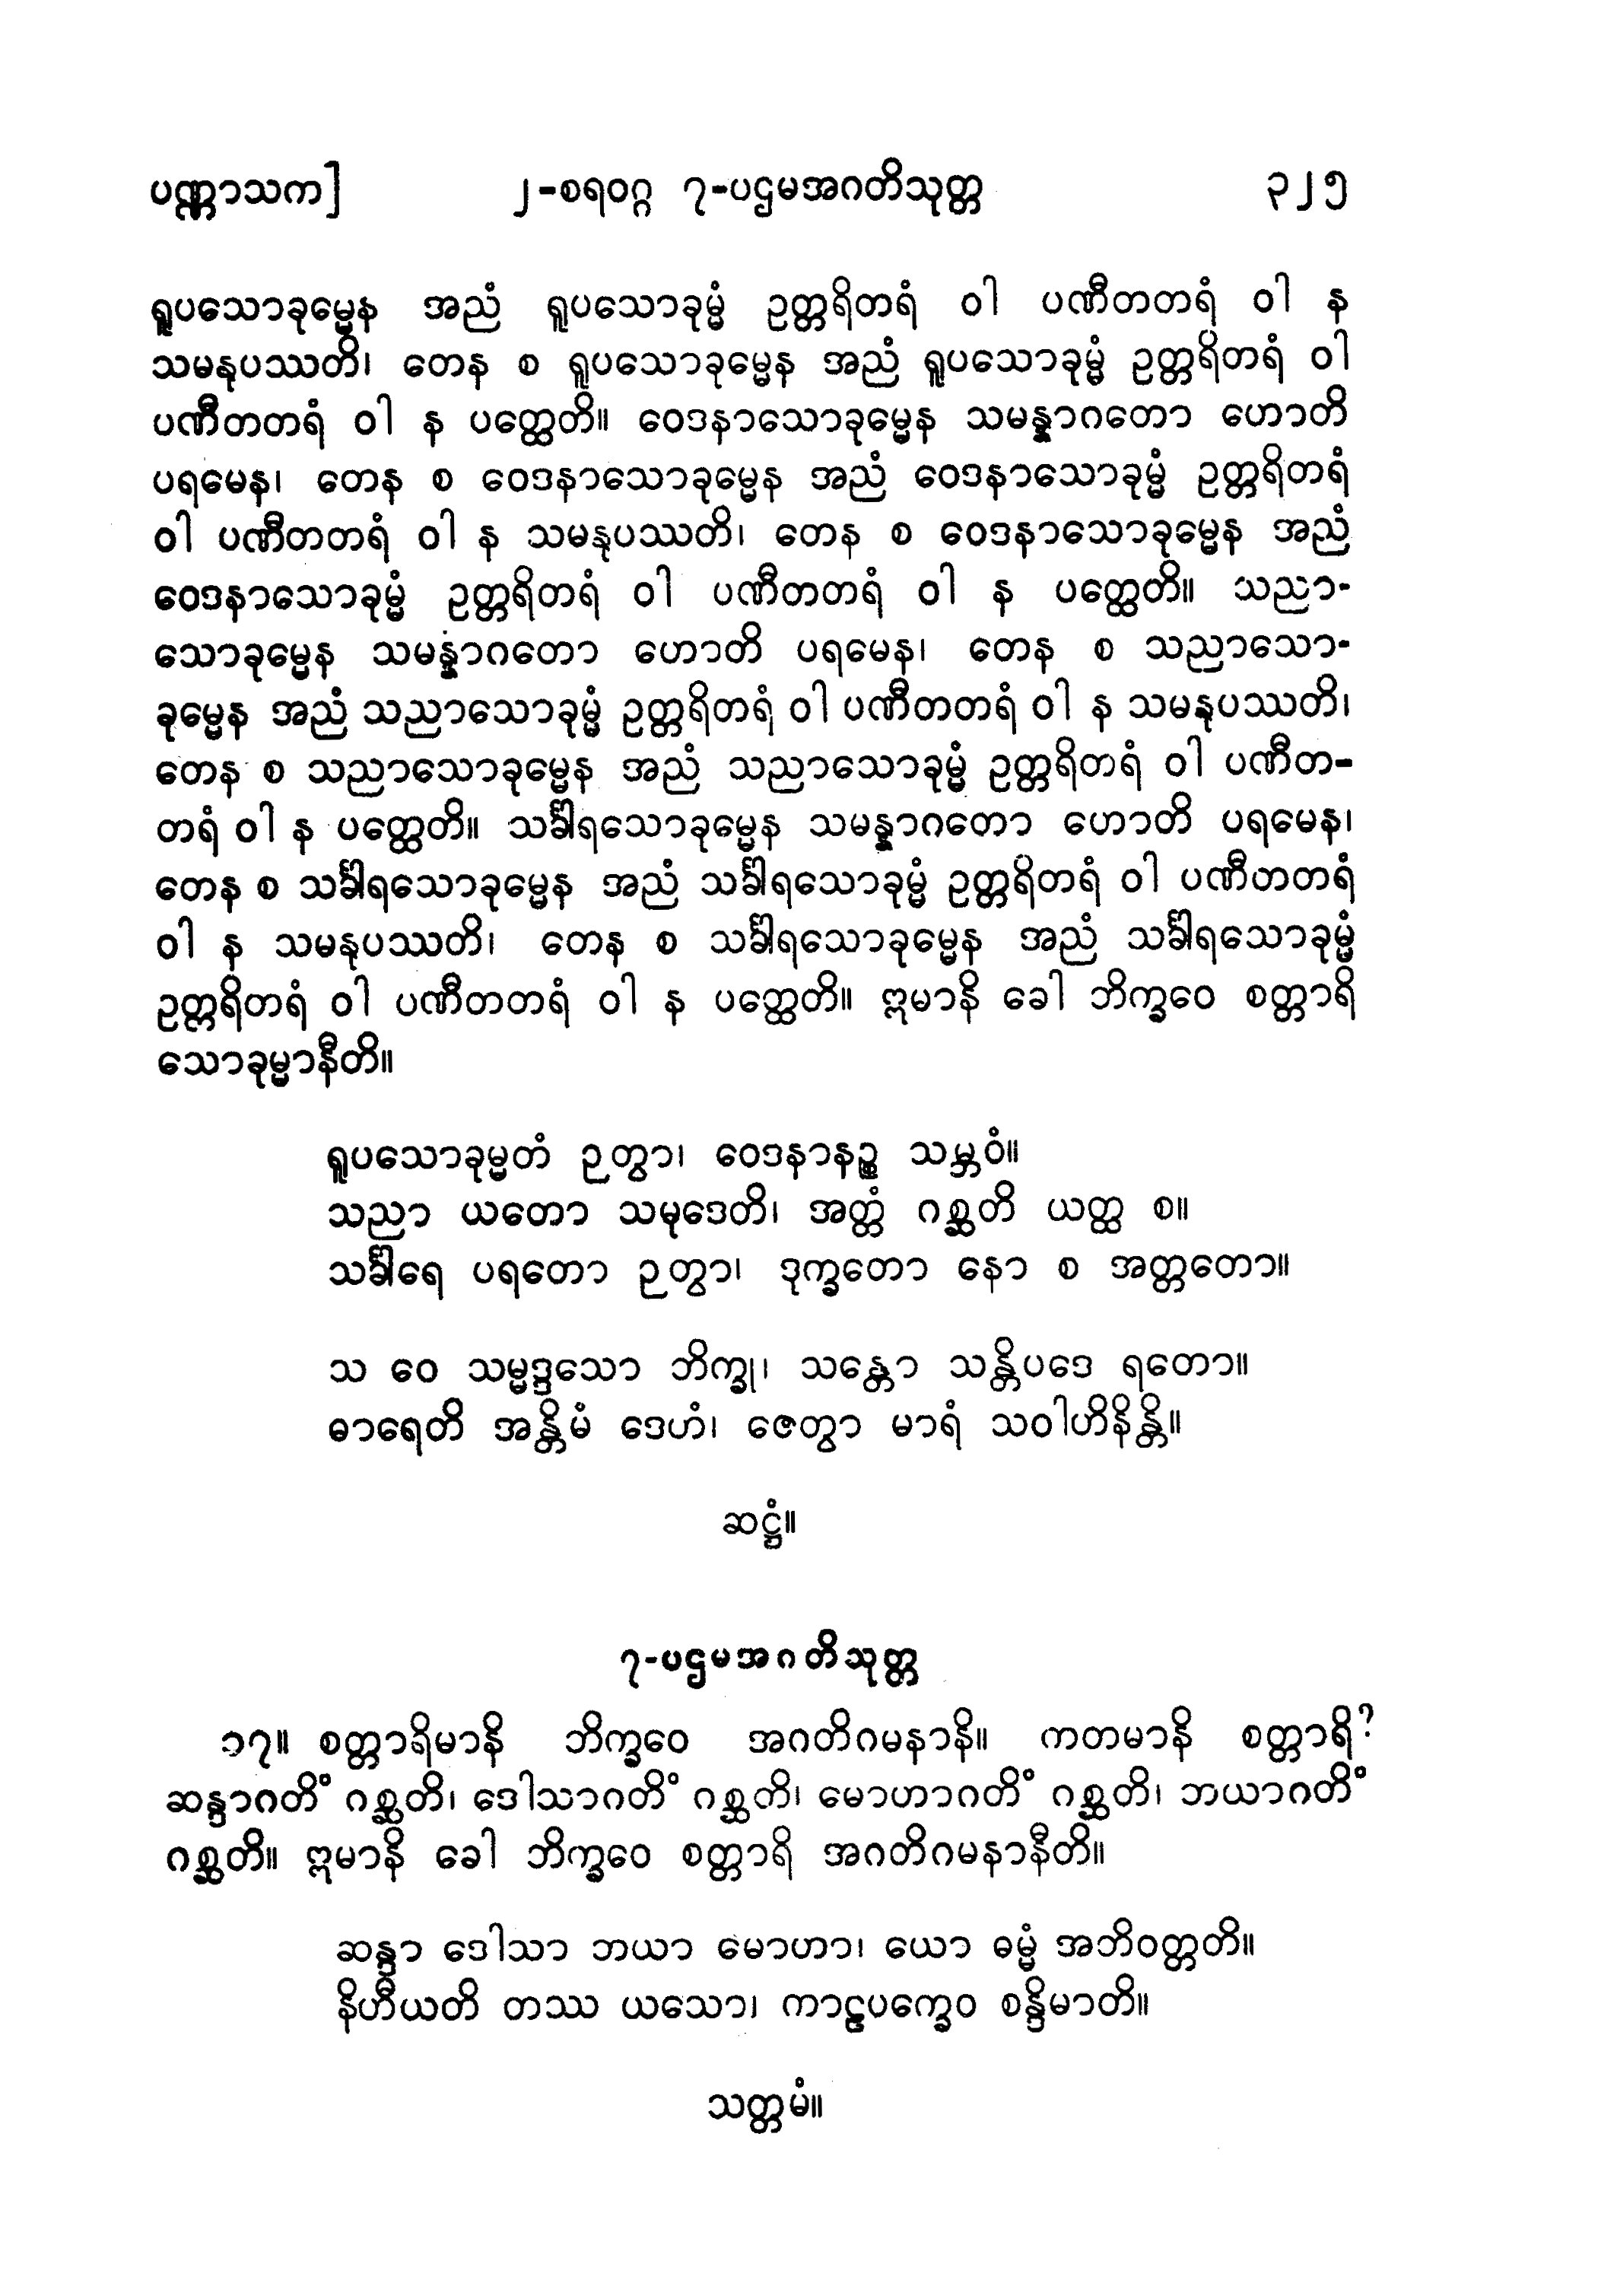 ပဏ္ဏာသက]	၂-စရဝဂ္ဂ ၇-ပဌမအဂတိသုတ္တ	၃၂၅
ရူပသောခုမ္မေန အညံ ရူပသောခုမ္မံ ဥတ္တရိတရံ ဝါ ပဏီတတရံ ဝါ န
သမနုပဿတိ၊ တေန စ ရူပသောခုမ္မေန အညံ ရူပသောခုမ္မံ ဥတ္တရိတရံ ဝါ
ပဏီတတရံ ဝါ န ပတ္ထေတိ။ ဝေဒနာသောခုမ္မေန သမန္နာဂတော ဟောတိ
ပရမေန၊ တေန စ ဝေဒနာသောခုမ္မေန အညံ ဝေဒနာသောခုမ္မံ ဥတ္တရိတရံ
ဝါ ပဏီတတရံ ဝါ န သမနုပဿတိ၊ တေန စ ဝေဒနာသောခုမ္မေန အညံ
ဝေဒနာသောခုမ္မံ ဥတ္တရိတရံ ဝါ ပဏီတတရံ ဝါ န ပတ္ထေတိ။ သညာ-
သောခုမ္မေန သမန္နာဂတော ဟောတိ ပရမေန၊ တေန စ သညာသော-
ခုမ္မေန အညံ သညာသောခုမ္မံ ဥတ္တရိတရံ ဝါ ပဏီတတရံ ဝါ န သမနုပဿတိ၊
တေန စ သညာသောခုမ္မေန အညံ သညာသောခုမ္မံ ဥတ္တရိတရံ ဝါ ပဏီတ-
တရံ ဝါ န ပတ္ထေတိ။ သင်္ခါရသောခုမ္မေန သမန္နာဂတော ဟောတိ ပရမေန၊
တေန စ သင်္ခါရသောခုမ္မေန အညံ သင်္ခါရသောခုမ္မံ ဥတ္တရိတရံ ဝါ ပဏီတတရံ
ဝါ န သမနုပဿတိ၊ တေန စ သင်္ခါရသောခုမ္မေန အညံ သင်္ခါရသောခုမ္မံ
ဥတ္တရိတရံ ဝါ ပဏီတတရံ ဝါ န ပတ္ထေတိ။ ဣမာနိ ခေါ ဘိက္ခဝေ စတ္တာရိ
သောခုမ္မာနီတိ။
ရူပသောခုမ္မတံ ဉတွာ၊ ဝေဒနာနဉ္စ သမ္ဘဝံ။
သညာ ယတော သမုဒေတိ၊ အတ္ထံ ဂစ္ဆတိ ယတ္ထ စ။
သင်္ခါရေ ပရတော ဉတွာ၊ ဒုက္ခတော နော စ အတ္တတော။
သ ဝေ သမ္မဒ္ဒသော ဘိက္ခု၊ သန္တော သန္တိပဒေ ရတော။
ဓာရေတိ အန္တိမံ ဒေဟံ၊ ဇေတွာ မာရံ သဝါဟိနိန္တိ။
ဆဋ္ဌံ။
၇-ပဌမအဂတိသုတ္တ
၁၇။ စတ္တာရိမာနိ ဘိက္ခဝေ အဂတိဂမနာနိ။ ကတမာနိ စတ္တာရိ?
ဆန္ဒာဂတိံ ဂစ္ဆတိ၊ ဒေါသာဂတိံ ဂစ္ဆတိ၊ မောဟာဂတိံ ဂစ္ဆတိ၊ ဘယာဂတိံ
ဂစ္ဆတိ။ ဣမာနိ ခေါ ဘိက္ခဝေ စတ္တာရိ အဂတိဂမနာနီတိ။
ဆန္ဒာ ဒေါသာ ဘယာ မောဟာ၊ ယော ဓမ္မံ အဘိဝတ္တတိ။
နိဟီယတိ တဿ ယသော၊ ကာဠပက္ခေဝ စန္ဒိမာတိ။
သတ္တမံ။